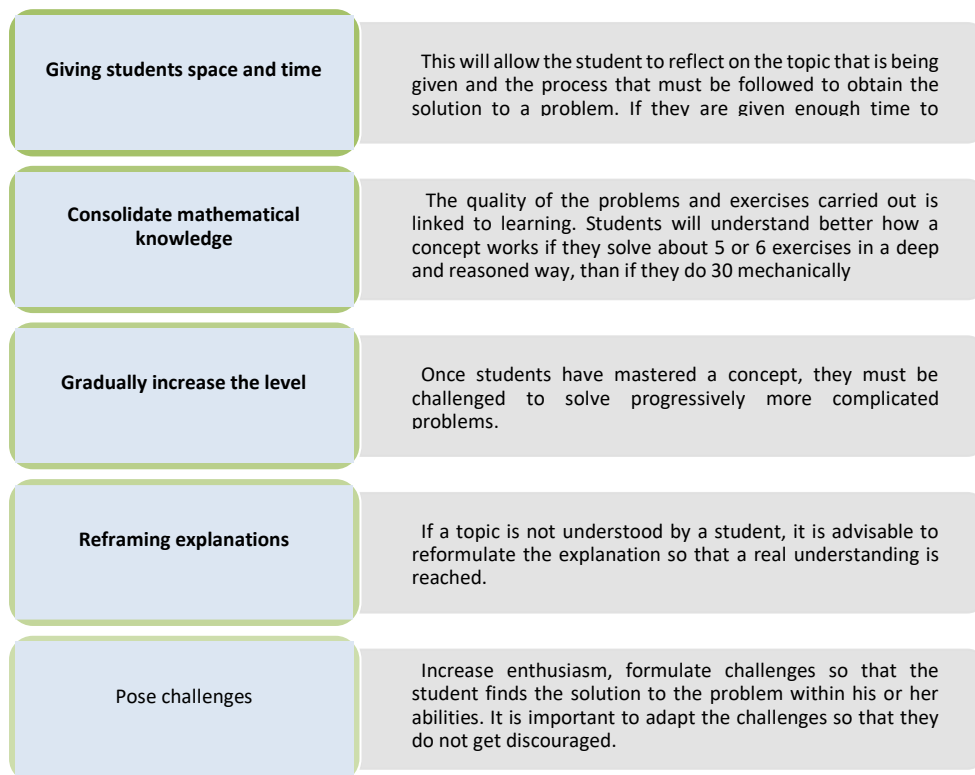 Giving students space and time
This will allow the student to reflect on the topic that is being
given and the process that must be followed to obtain the
solution to a problem. If they are given enough time to
Consolidate mathematical
knowledge
The quality of the problems and exercises carried out is
linked to learning. Students will understand better how a
concept works if they solve about 5 or 6 exercises in a deep
and reasoned way, than if they do 30 mechanically
Gradually increase the level
Once students have mastered a concept, they must be
challenged to solve progressively more complicated
problems.
Reframing explanations
If a topic is not understood by a student, it is advisable to
reformulate the explanation so that a real understanding is
reached.
Pose challenges
Increase enthusiasm, formulate challenges so that the
student finds the solution to the problem within his or her
abilities. It is important to adapt the challenges so that they
do not get discouraged.